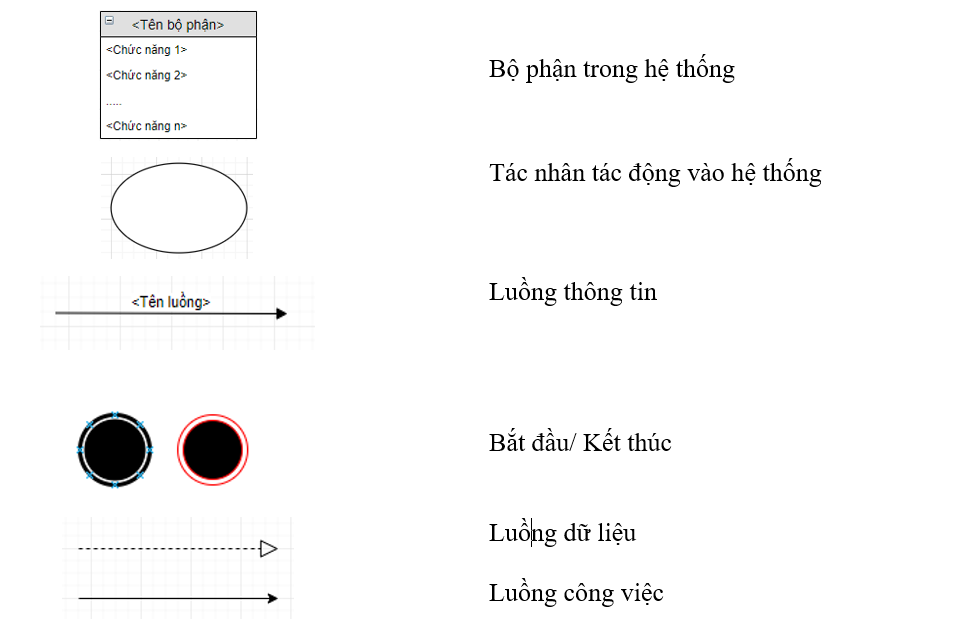 <Tên bộ phận>
<Chức năng 1>
<Chức năng 2>
.....
<Chức năng n>
Bộ phận trong hệ thống
Tác nhân tác động vào hệ thống
<Tên luồng>
Luồng thông tin
Bắt đầu/ Kết thúc
Luồng dữ liệu
Luồng công việc